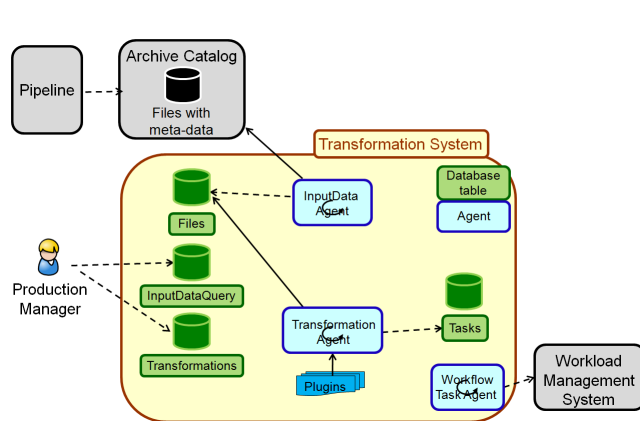 Pipeline
Archive Catalog
Files with
meta-data
Transformation System
Database
table
Agent
InputData
Agent
Files
Production
Manager
InputDataQuery
Transformations
Transformation
Agent
Tasks
Plugins
Workflow
Task Agent
Workload
Management
System